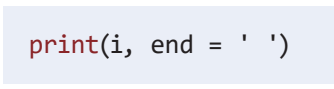 print(i, end = ' ')